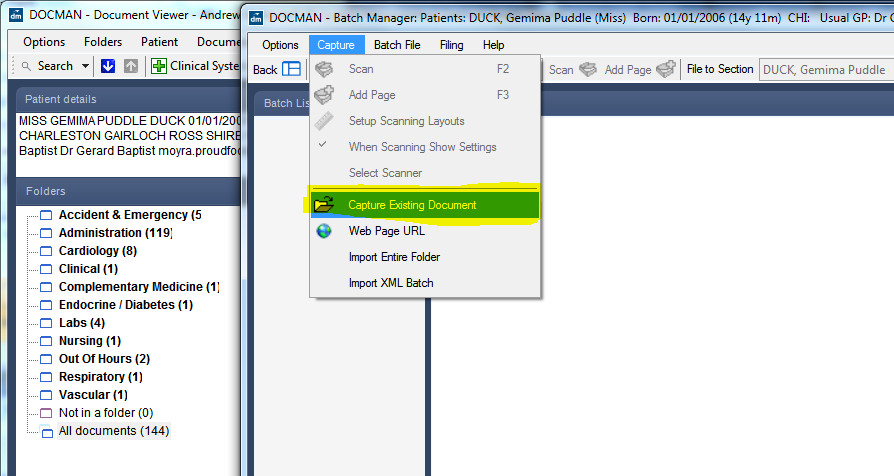 dm DOCMAN - Document Viewer - Andrew
Options Folders Patient Docume
Search Clinical Syste
Patient details
MISS GEMIMA PUDDLE DUCK 01/01/200
CHARLESTON GAIRLOCH ROSS SHIRE
Baptist Dr Gerard Baptist moyra.proudfoo
Folders
Accident & Emergency (5
Administration (119)
Cardiology (8)
Clinical (1)
Complementary Medicine (1)
Endocrine / Diabetes (1)
Labs (4)
Nursing (1)
Out Of Hours (2)
Respiratory (1)
Vascular (1)
Not in a folder (0)
All documents (144)
dm DOCMAN - Batch Manager: Patients: DUCK, Gemima Puddle (Miss) Born: 01/01/2006 (14y 11m) CHI: Usual GP: Dr G
Options Capture Batch File Filing Help
Back Scan Add Page File to Section DUCK, Gemima Puddle
Batch Lis
Scan F2
Add Page F3
Setup Scanning Layouts
When Scanning Show Settings
Select Scanner
Capture Existing Document
Web Page URL
Import Entire Folder
Import XML Batch